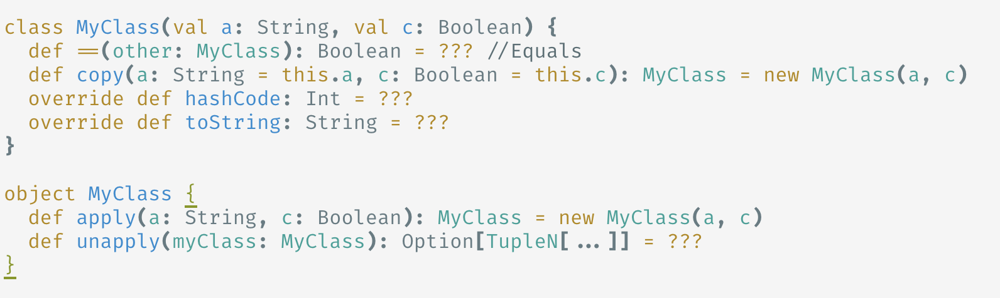 class MyClass(val a: String, val c: Boolean) {
  def ==(other: MyClass): Boolean = ??? //Equals
  def copy(a: String = this.a, c: Boolean = this.c): MyClass = new MyClass(a, c)
  override def hashCode: Int = ???
  override def toString: String = ???
}

object MyClass {
  def apply(a: String, c: Boolean): MyClass = new MyClass(a, c)
  def unapply(myClass: MyClass): Option[TupleN[...]] = ???
}